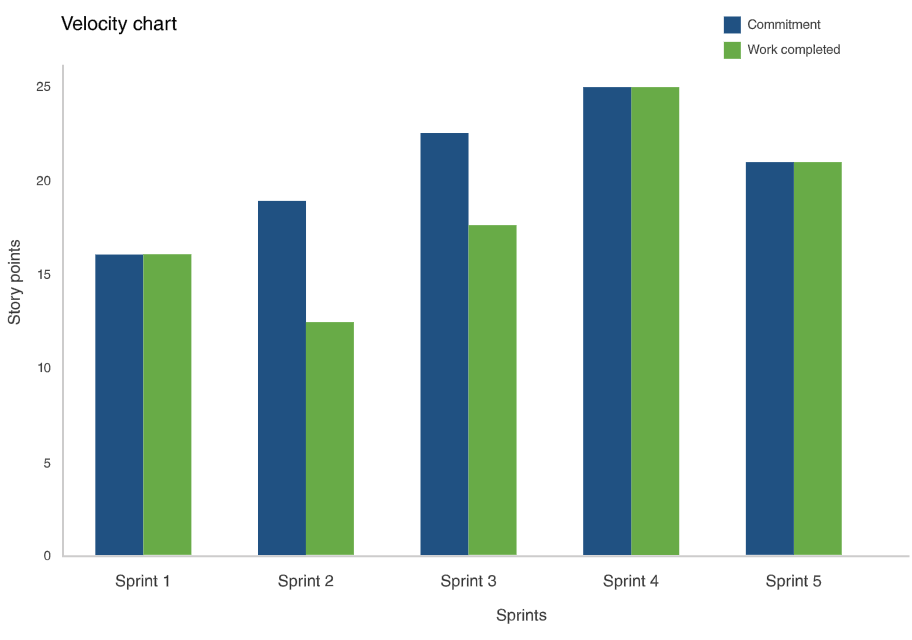 Velocity chart
Commitment
Work completed
25
20
15
10
5
0
Story points
Sprint 1
Sprint 2
Sprint 3
Sprint 4
Sprint 5
Sprints